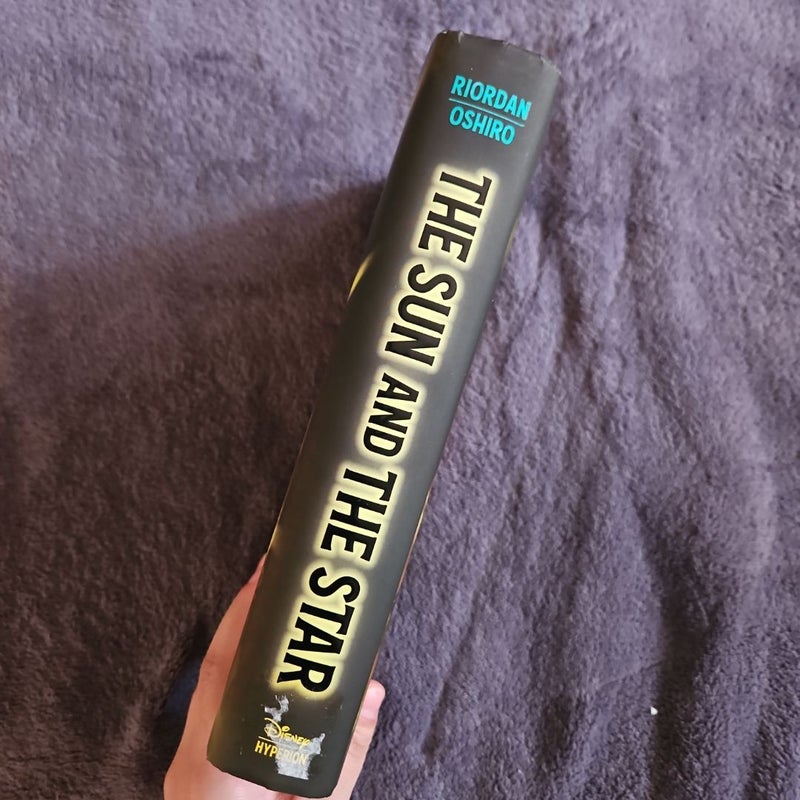 RIORDAN
OSHIRO
THE SUN AND THE STAR
Disney
HYPERION